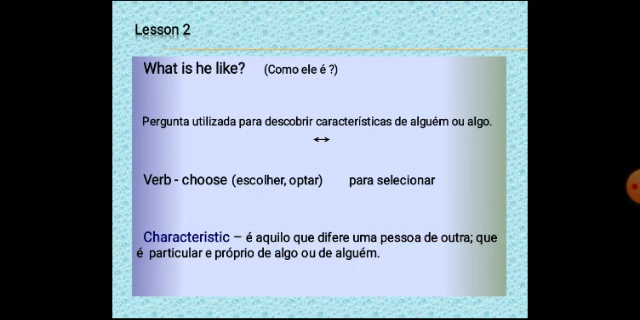 Lesson 2
What is he like? (Como ele é ?)
Pergunta utilizada para descobrir características de alguém ou algo.
↔
Verb - choose (escolher, optar) para selecionar
Characteristic – é aquilo que difere uma pessoa de outra; que
é particular e próprio de algo ou de alguém.